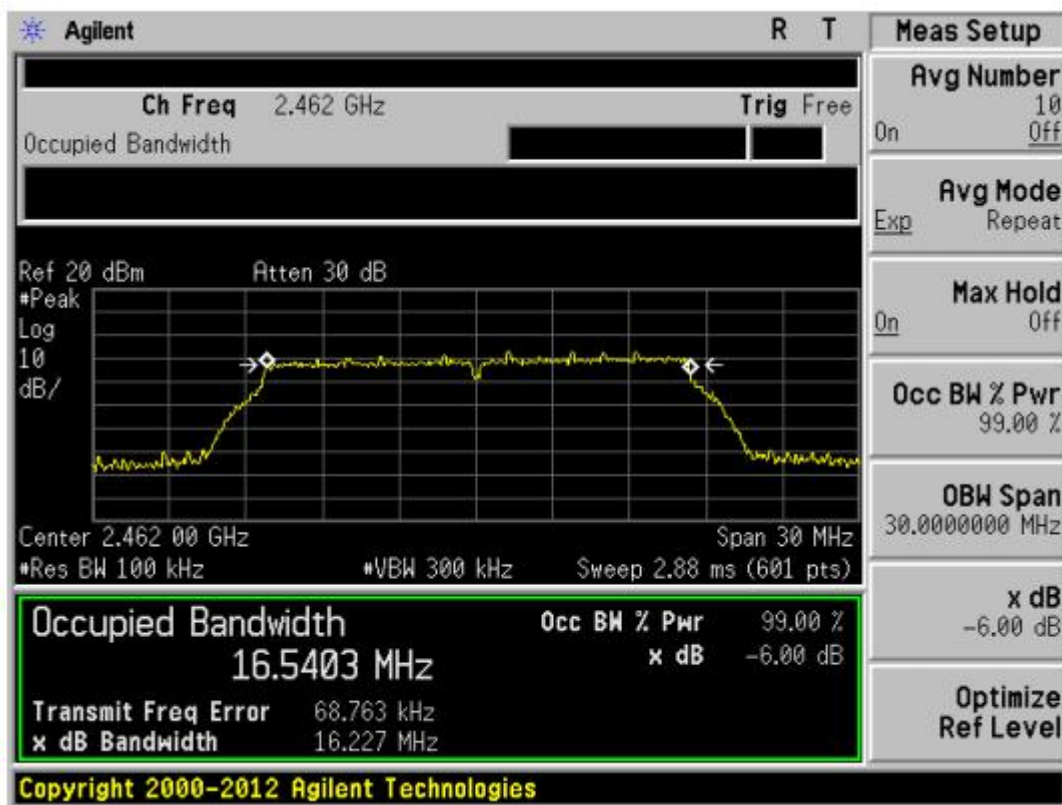 Agilent R T
Ch Freq 2.462 GHz Trig Free
Occupied Bandwidth
Ref 20 dBm Atten 30 dB
#Peak
Log
10
dB/
Center 2.462 00 GHz Span 30 MHz
#Res BW 100 kHz #VBW 300 kHz Sweep 2.88 ms (601 pts)
Occupied Bandwidth
16.5403 MHz
Occ BW % Pwr 99.00 %
x dB -6.00 dB
Transmit Freq Error 68.763 kHz
x dB Bandwidth 16.227 MHz
Copyright 2000-2012 Agilent Technologies
Meas Setup
Avg Number
10
On Off
Avg Mode
Exp Repeat
Max Hold
On Off
Occ BW % Pwr
99.00 %
OBW Span
30.0000000 MHz
x dB
-6.00 dB
Optimize
Ref Level